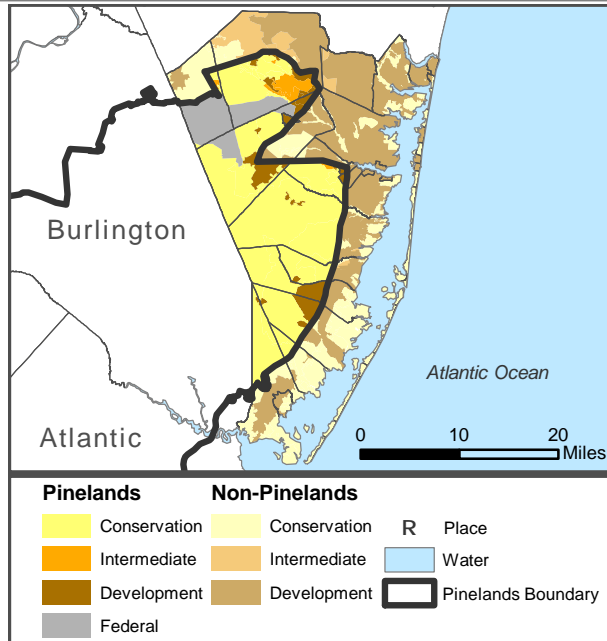 Burlington
Atlantic Ocean
Atlantic
0 10 20
Miles
Pinelands Non-Pinelands
Conservation Conservation R Place
Intermediate Intermediate Water
Development Development Pinelands Boundary
Federal